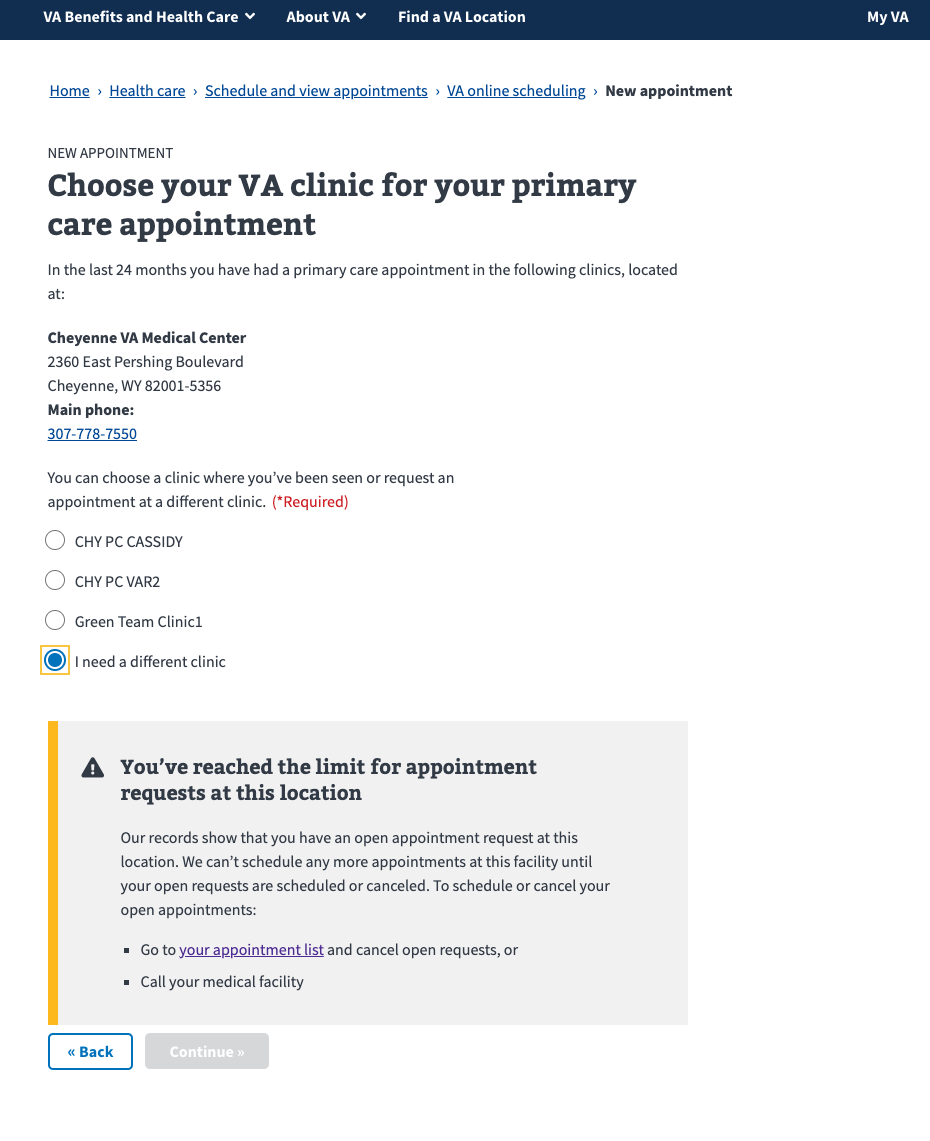 VA Benefits and Health Care About VA Find a VA Location My VA
Home › Health care › Schedule and view appointments › VA online scheduling › New appointment
NEW APPOINTMENT
Choose your VA clinic for your primary
care appointment
In the last 24 months you have had a primary care appointment in the following clinics, located
at:
Cheyenne VA Medical Center
2360 East Pershing Boulevard
Cheyenne, WY 82001-5356
Main phone:
307-778-7550
You can choose a clinic where you’ve been seen or request an
appointment at a different clinic. (*Required)
CHY PC CASSIDY
CHY PC VAR2
Green Team Clinic1
I need a different clinic
You’ve reached the limit for appointment
requests at this location
Our records show that you have an open appointment request at this
location. We can’t schedule any more appointments at this facility until
your open requests are scheduled or canceled. To schedule or cancel your
open appointments:
▪ Go to your appointment list and cancel open requests, or
▪ Call your medical facility
« Back Continue »